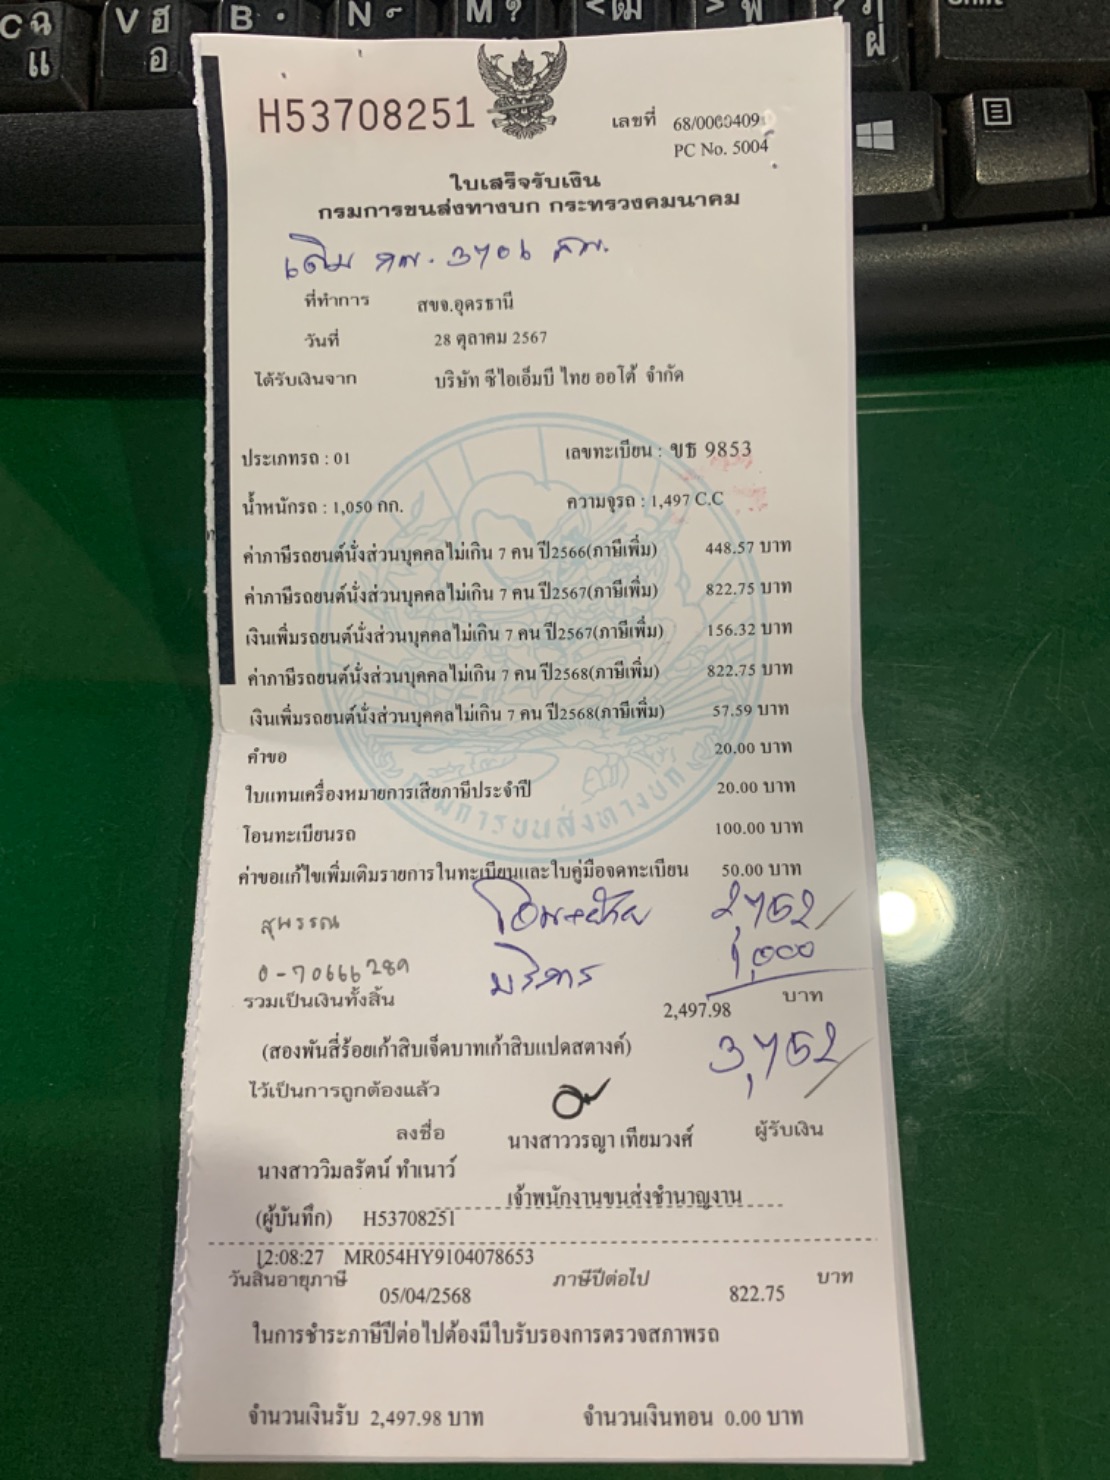 H53708251
เลขที่ 68/0000409
PC No. 5004
ใบเสร็จรับเงิน
กรมการขนส่งทางบก กระทรวงคมนาคม
เดิม 3706
ที่ทำการ สขจ.อุดรธานี
วันที่ 28 ตุลาคม 2567
ได้รับเงินจาก บริษัท ซีไอเอ็มบี ไทย ออโต้ จำกัด
ประเภทรถ : 01 เลขทะเบียน : ขธ 9853
น้ำหนักรถ : 1,050 กก. ความจุรถ : 1,497 C.C
ค่าภาษีรถยนต์นั่งส่วนบุคคลไม่เกิน 7 คน ปี2566(ภาษีเพิ่ม) 448.57 บาท
ค่าภาษีรถยนต์นั่งส่วนบุคคลไม่เกิน 7 คน ปี2567(ภาษีเพิ่ม) 822.75 บาท
เงินเพิ่มรถยนต์นั่งส่วนบุคคลไม่เกิน 7 คน ปี2567(ภาษีเพิ่ม) 156.32 บาท
ค่าภาษีรถยนต์นั่งส่วนบุคคลไม่เกิน 7 คน ปี2568(ภาษีเพิ่ม) 822.75 บาท
เงินเพิ่มรถยนต์นั่งส่วนบุคคลไม่เกิน 7 คน ปี2568(ภาษีเพิ่ม) 57.59 บาท
คำขอ 20.00 บาท
ใบแทนเครื่องหมายการเสียภาษีประจำปี 20.00 บาท
โอนทะเบียนรถ 100.00 บาท
ค่าขอแก้ไขเพิ่มเติมรายการในทะเบียนและใบคู่มือจดทะเบียน 50.00 บาท
กรมการขนส่งทางบก
สุพรรณ โอน+ย้าย 2,752/
0-70666289 บริการ 1,000
รวมเป็นเงินทั้งสิ้น 2,497.98 บาท
(สองพันสี่ร้อยเก้าสิบเจ็ดบาทเก้าสิบแปดสตางค์) 3,752/
ไว้เป็นการถูกต้องแล้ว
ลงชื่อ นางสาววรญา เทียมวงศ์ ผู้รับเงิน
นางสาววิมลรัตน์ ทำเนาว์
เจ้าพนักงานขนส่งชำนาญงาน
(ผู้บันทึก) H53708251
12:08:27 MR054HY9104078653
วันสิ้นอายุภาษี 05/04/2568 ภาษีปีต่อไป 822.75 บาท
ในการชำระภาษีปีต่อไปต้องมีใบรับรองการตรวจสภาพรถ
จำนวนเงินรับ 2,497.98 บาท จำนวนเงินทอน 0.00 บาท